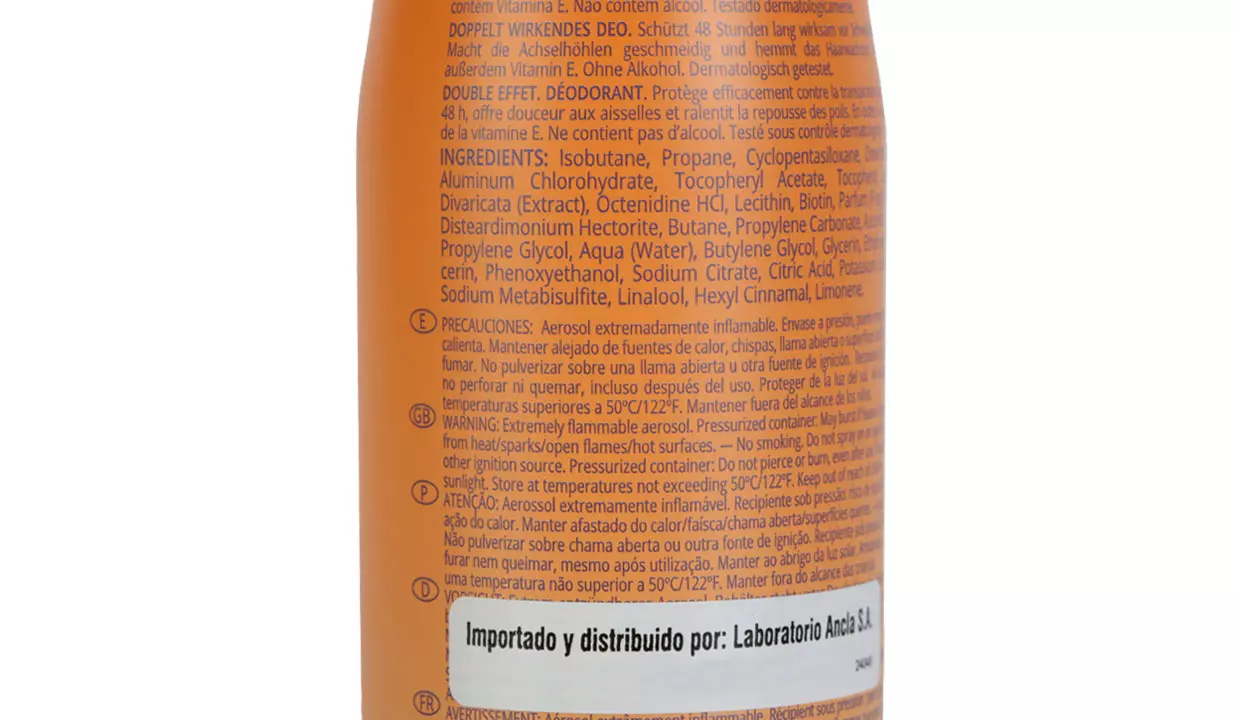 contém Vitamina E. Não contém álcool. Testado dermatologicamente.
DOPPELT WIRKENDES DEO. Schützt 48 Stunden lang wirksam vor
Macht die Achselhöhlen geschmeidig und hemmt das
außerdem Vitamin E. Ohne Alkohol. Dermatologisch getestet.
DOUBLE EFFET. DÉODORANT. Protège efficacement contre la
48 h, offre douceur aux aisselles et ralentit la repousse des poils. En
de la vitamine E. Ne contient pas d'alcool. Testé sous contrôle
INGREDIENTS: Isobutane, Propane, Cyclopentasiloxane,
Aluminum Chlorohydrate, Tocopheryl Acetate,
Divaricata (Extract), Octenidine HCl, Lecithin, Biotin, Parfum
Disteardimonium Hectorite, Butane, Propylene Carbonate,
Propylene Glycol, Aqua (Water), Butylene Glycol, Glycerin,
cerin, Phenoxyethanol, Sodium Citrate, Citric Acid,
Sodium Metabisulfite, Linalool, Hexyl Cinnamal, Limonene.
E PRECAUCIONES: Aerosol extremadamente inflamable. Envase a presión,
calienta. Mantener alejado de fuentes de calor, chispas, llama abierta o
fumar. No pulverizar sobre una llama abierta u otra fuente de ignición.
no perforar ni quemar, incluso después del uso. Proteger de la luz del sol.
temperaturas superiores a 50ºC/122ºF. Mantener fuera del alcance de los niños.
GB WARNING: Extremely flammable aerosol. Pressurized container: May burst if
from heat/sparks/open flames/hot surfaces. — No smoking. Do not spray on an
other ignition source. Pressurized container: Do not pierce or burn, even after
sunlight. Store at temperatures not exceeding 50ºC/122ºF. Keep out of reach of
P ATENÇÃO: Aerossol extremamente inflamável. Recipiente sob pressão:
ação do calor. Manter afastado do calor/faísca/chama aberta/superfícies quentes.
Não pulverizar sobre chama aberta ou outra fonte de ignição. Recipiente sob
furar nem queimar, mesmo após utilização. Manter ao abrigo da luz solar.
uma temperatura não superior a 50ºC/122ºF. Manter fora do alcance das
D
Importado y distribuido por: Laboratorio Ancla S.A.
FR AVERTISSEMENT: Aérosol extrêmement inflammable. Récipient sous pression: